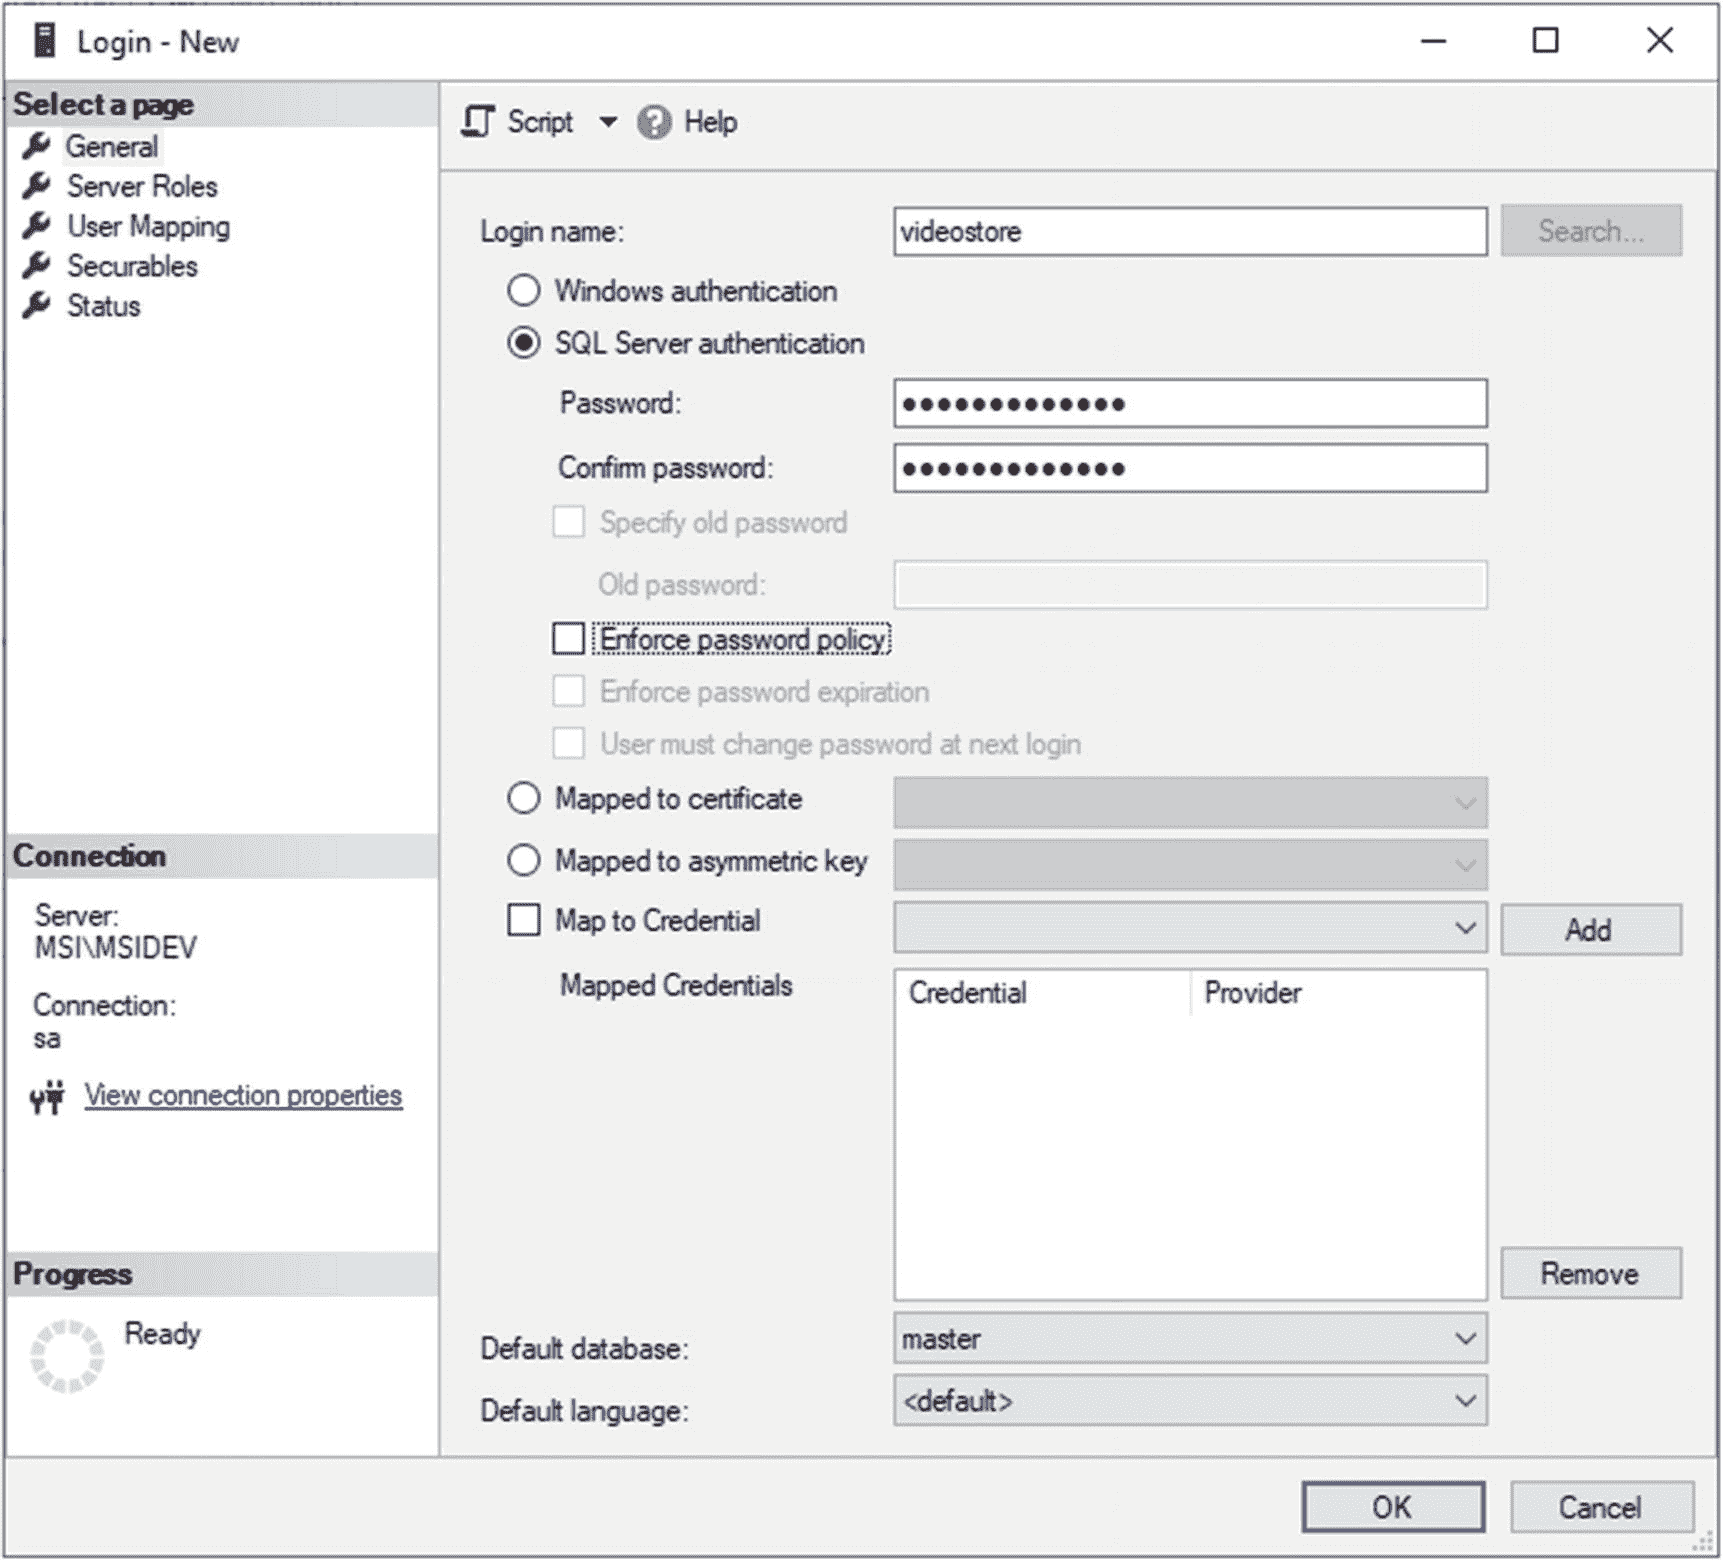 Login - New
Select a page
General
Server Roles
User Mapping
Securables
Status
Connection
Server:
MSI\MSIDEV
Connection:
sa
View connection properties
Progress
Ready
Script
Help
Login name:
videostore
Search...
Windows authentication
SQL Server authentication
Password:
●●●●●●●●●●●●●
Confirm password:
●●●●●●●●●●●●●
Specify old password
Old password:
Enforce password policy
Enforce password expiration
User must change password at next login
Mapped to certificate
Mapped to asymmetric key
Map to Credential
Add
Mapped Credentials
Credential
Provider
Remove
Default database:
master
Default language:
<default>
OK
Cancel